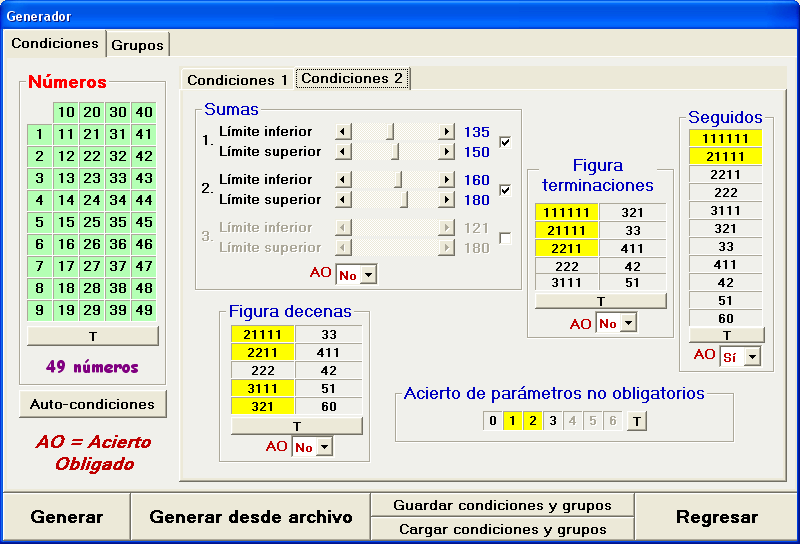 Generador
Condiciones Grupos
Números
10 20 30 40
1 11 21 31 41
2 12 22 32 42
3 13 23 33 43
4 14 24 34 44
5 15 25 35 45
6 16 26 36 46
7 17 27 37 47
8 18 28 38 48
9 19 29 39 49
T
49 números
Auto-condiciones
AO = Acierto
Obligado
Condiciones 1 Condiciones 2
Sumas
1. Límite inferior 135
Límite superior 150
2. Límite inferior 160
Límite superior 180
3. Límite inferior 121
Límite superior 180
AO No
Figura decenas
21111 33
2211 411
222 42
3111 51
321 60
T
AO No
Figura
terminaciones
111111 321
21111 33
2211 411
222 42
3111 51
T
AO No
Seguidos
111111
21111
2211
222
3111
321
33
411
42
51
60
T
AO Sí
Acierto de parámetros no obligatorios
0 1 2 3 4 5 6 T
Generar
Generar desde archivo
Guardar condiciones y grupos
Cargar condiciones y grupos
Regresar